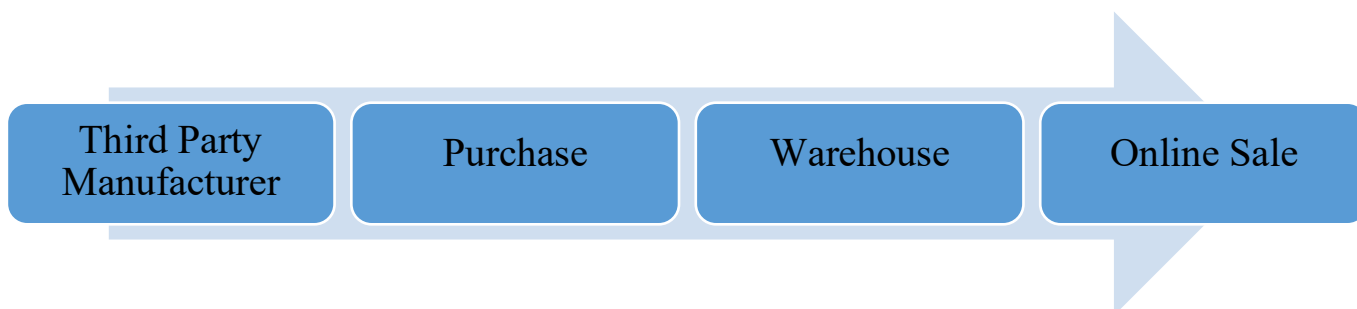 Third Party
Manufacturer
Purchase
Warehouse
Online Sale